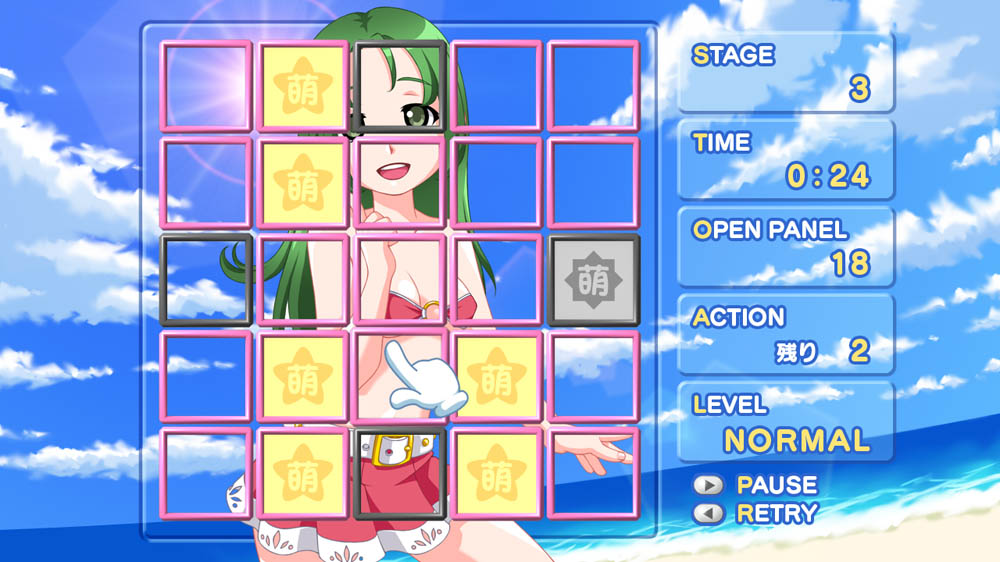 萌
萌
萌
萌
萌
萌
萌
STAGE
3
TIME
0:24
OPEN PANEL
18
ACTION
残り 2
LEVEL
NORMAL
PAUSE
RETRY